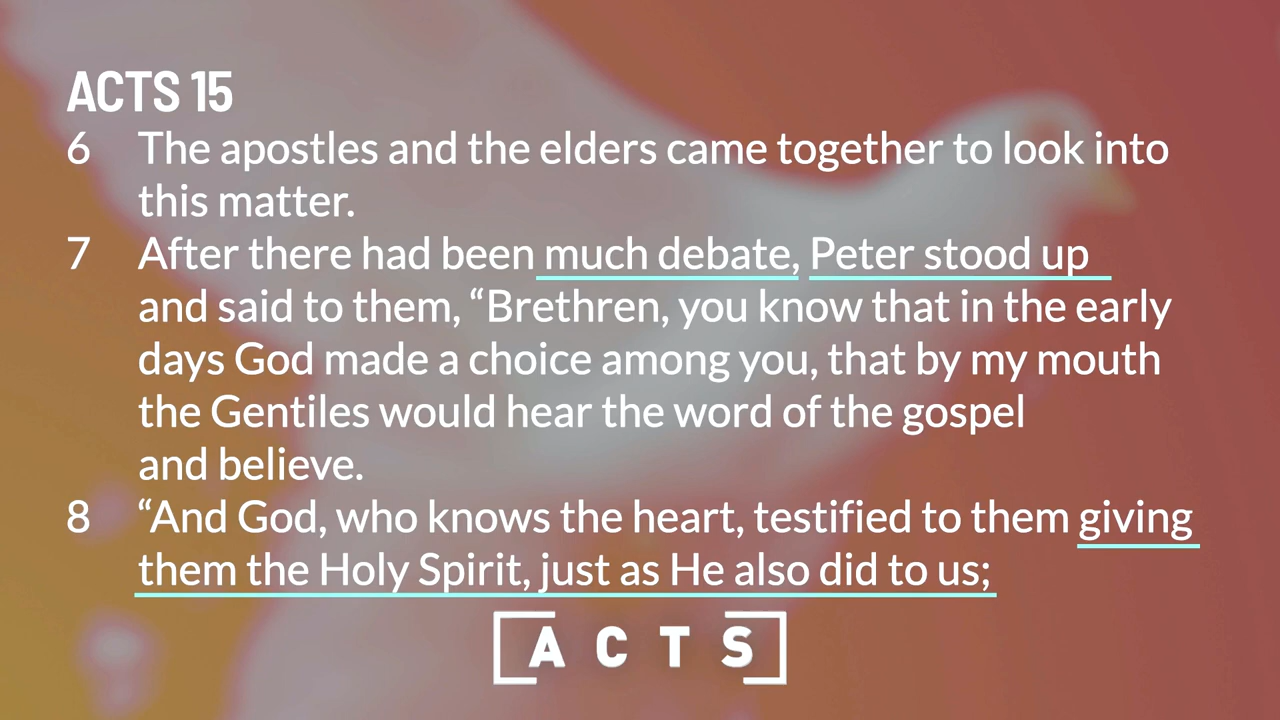 ACTS 15
6 The apostles and the elders came together to look into
this matter.
7 After there had been much debate, Peter stood up
and said to them, “Brethren, you know that in the early
days God made a choice among you, that by my mouth
the Gentiles would hear the word of the gospel
and believe.
8 “And God, who knows the heart, testified to them giving
them the Holy Spirit, just as He also did to us;
ACTS